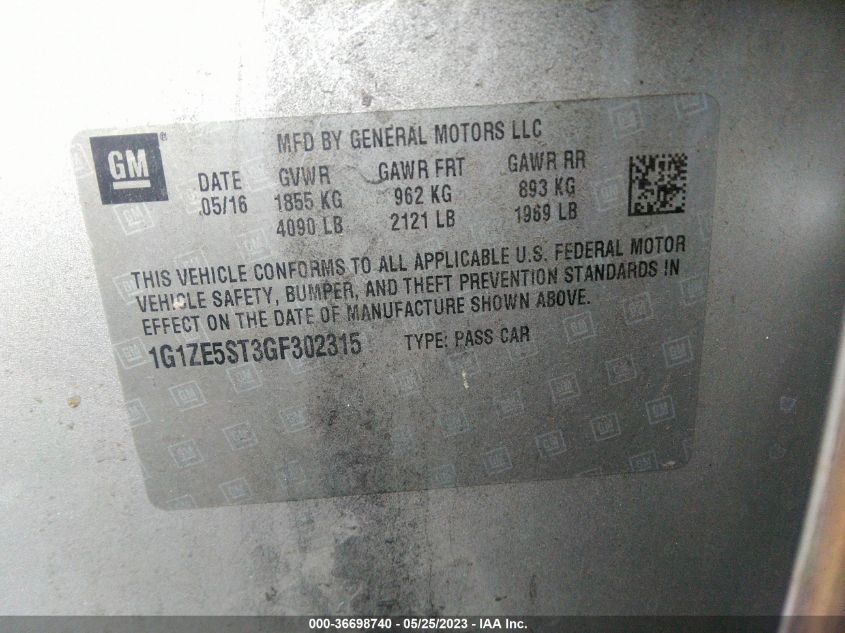 MFD BY GENERAL MOTORS LLC
GM ®
DATE GVWR GAWR FRT GAWR RR
05/16 1855 KG 962 KG 893 KG
4090 LB 2121 LB 1969 LB
THIS VEHICLE CONFORMS TO ALL APPLICABLE U.S. FEDERAL MOTOR
VEHICLE SAFETY, BUMPER, AND THEFT PREVENTION STANDARDS IN
EFFECT ON THE DATE OF MANUFACTURE SHOWN ABOVE.
1G1ZE5ST3GF302315 TYPE: PASS CAR
000-36698740 - 05/25/2023 - IAA Inc.